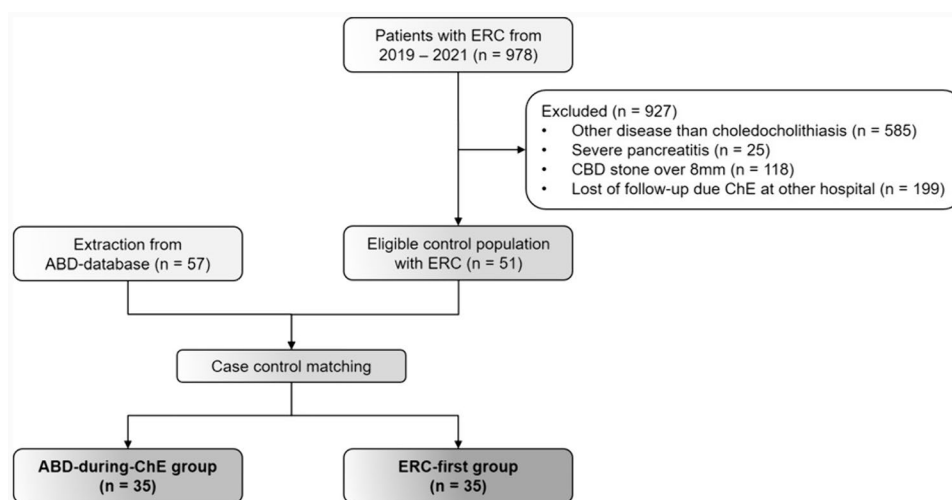 Patients with ERC from
2019 – 2021 (n = 978)
Excluded (n = 927)
• Other disease than choledocholithiasis (n = 585)
• Severe pancreatitis (n = 25)
• CBD stone over 8mm (n = 118)
• Lost of follow-up due ChE at other hospital (n = 199)
Extraction from
ABD-database (n = 57)
Eligible control population
with ERC (n = 51)
Case control matching
ABD-during-ChE group
(n = 35)
ERC-first group
(n = 35)